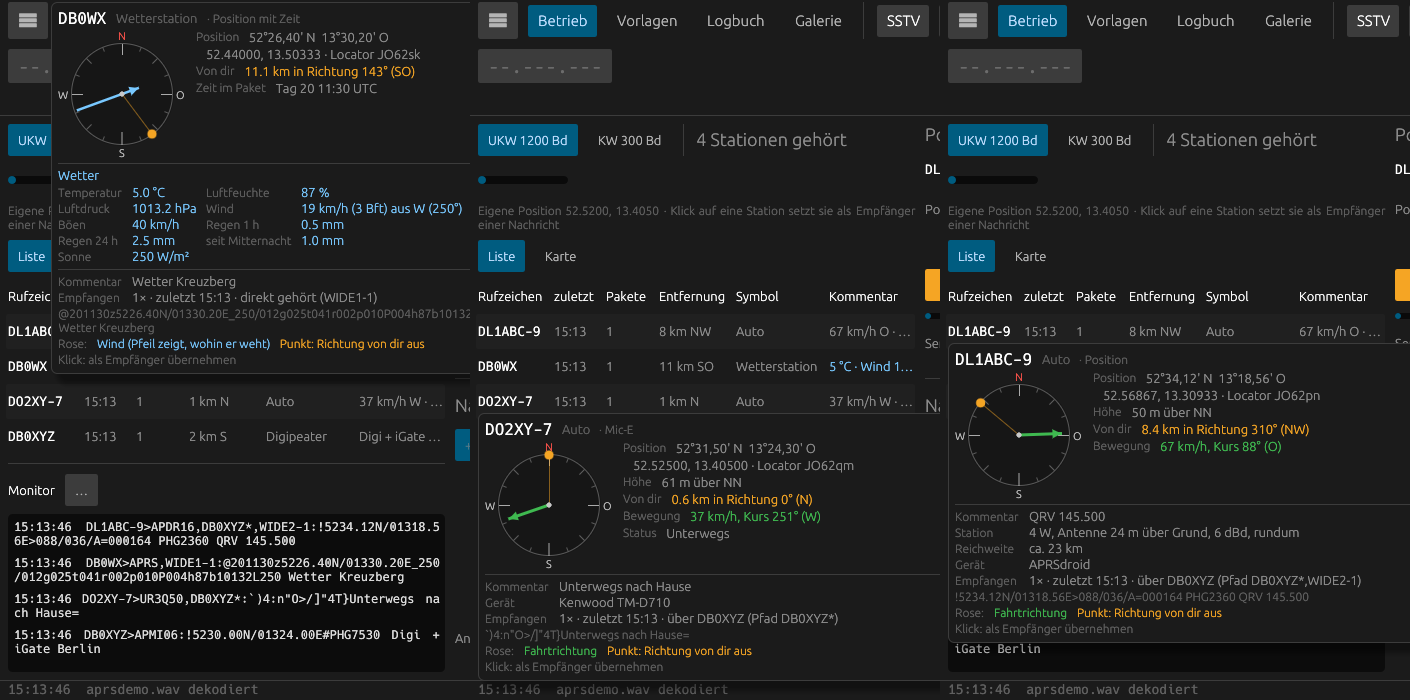 DB0WX Wetterstation · Position mit Zeit
Position 52°26,40' N 13°30,20' O
52.44000, 13.50333 · Locator JO62sk
Von dir 11.1 km in Richtung 143° (SO)
Zeit im Paket Tag 20 11:30 UTC
N
W
O
S
--.
UKW
Wetter
Temperatur 5.0 °C Luftfeuchte 87 %
Luftdruck 1013.2 hPa Wind 19 km/h (3 Bft) aus W (250°)
Böen 40 km/h Regen 1 h 0.5 mm
Regen 24 h 2.5 mm seit Mitternacht 1.0 mm
Sonne 250 W/m²
Eigene P
einer Na
Liste
Kommentar Wetter Kreuzberg
Empfangen 1× · zuletzt 15:13 · direkt gehört (WIDE1-1)
@201130z5226.40N/01330.20E_250/012g025t041r002p010P004h87b10132
Wetter Kreuzberg
Rose: Wind (Pfeil zeigt, wohin er weht) Punkt: Richtung von dir aus
Klick: als Empfänger übernehmen
Rufzeic
DL1ABC
DB0WX
DO2XY-7 15:13 1 1 km N Auto 37 km/h W · …
DB0XYZ 15:13 1 2 km S Digipeater Digi + iGate …
Monitor ...
15:13:46 DL1ABC-9>APDR16,DB0XYZ*,WIDE2-1:!5234.12N/01318.5
6E>088/036/A=000164 PHG2360 QRV 145.500
15:13:46 DB0WX>APRS,WIDE1-1:@201130z5226.40N/01330.20E_250
/012g025t041r002p010P004h87b10132L250 Wetter Kreuzberg
15:13:46 DO2XY-7>UR3Q50,DB0XYZ*:`)4:n"O>/]"4T}Unterwegs na
ch Hause=
15:13:46 DB0XYZ>APMI06:!5230.00N/01324.00E#PHG7530 Digi +
iGate Berlin
15:13:46 aprsdemo.wav dekodiert
Na
+
An
Betrieb Vorlagen Logbuch Galerie SSTV
--.---.---
UKW 1200 Bd KW 300 Bd 4 Stationen gehört
Po
DL
Eigene Position 52.5200, 13.4050 · Klick auf eine Station setzt sie als Empfänger
einer Nachricht
Po
Liste Karte
Rufzeichen zuletzt Pakete Entfernung Symbol Kommentar
DL1ABC-9 15:13 1 8 km NW Auto 67 km/h O · …
Se
DB0WX 15:13 1 11 km SO Wetterstation 5 °C · Wind 1…
DO2XY-7 15:13 1 1 km N Auto 37 km/h W · …
Na
DO2XY-7 Auto · Mic-E
Position 52°31,50' N 13°24,30' O
52.52500, 13.40500 · Locator JO62qm
Höhe 61 m über NN
Von dir 0.6 km in Richtung 0° (N)
Bewegung 37 km/h, Kurs 251° (W)
Status Unterwegs
N
W
O
S
Kommentar Unterwegs nach Hause
Gerät Kenwood TM-D710
Empfangen 1× · zuletzt 15:13 · über DB0XYZ (Pfad DB0XYZ*)
`)4:n"O>/]"4T}Unterwegs nach Hause=
Rose: Fahrtrichtung Punkt: Richtung von dir aus
Klick: als Empfänger übernehmen
15:13:46 aprsdemo.wav dekodiert
Betrieb Vorlagen Logbuch Galerie SSTV
--.---.---
UKW 1200 Bd KW 300 Bd 4 Stationen gehört
Po
DL
Eigene Position 52.5200, 13.4050 · Klick auf eine Station setzt sie als Empfänger
einer Nachricht
Po
Liste Karte
Rufzeichen zuletzt Pakete Entfernung Symbol Kommentar
DL1ABC-9 15:13 1 8 km NW Auto 67 km/h O · …
DL1ABC-9 Auto · Position
Position 52°34,12' N 13°18,56' O
52.56867, 13.30933 · Locator JO62pn
Höhe 50 m über NN
Von dir 8.4 km in Richtung 310° (NW)
Bewegung 67 km/h, Kurs 88° (O)
N
W
O
S
Kommentar QRV 145.500
Station 4 W, Antenne 24 m über Grund, 6 dBd, rundum
Reichweite ca. 23 km
Gerät APRSdroid
Empfangen 1× · zuletzt 15:13 · über DB0XYZ (Pfad DB0XYZ*,WIDE2-1)
!5234.12N/01318.56E>088/036/A=000164 PHG2360 QRV 145.500
Rose: Fahrtrichtung Punkt: Richtung von dir aus
Klick: als Empfänger übernehmen
iGate Berlin
15:13:46 aprsdemo.wav dekodiert